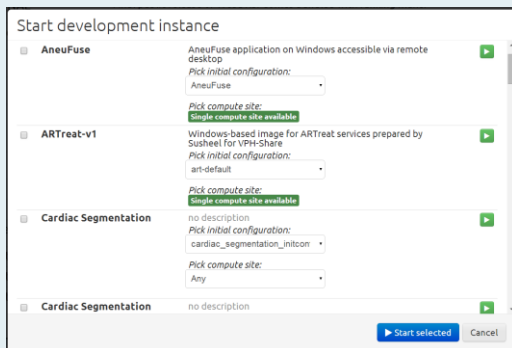 Start development instance
AneuFuse
AneuFuse application on Windows accessible via remote
desktop
Pick initial configuration:
AneuFuse
Pick compute site:
Single compute site available
ARTreat-v1
Windows-based image for ARTreat services prepared by
Susheel for VPH-Share
Pick initial configuration:
art-default
Pick compute site:
Single compute site available
Cardiac Segmentation
no description
Pick initial configuration:
cardiac_segmentation_initcon
Pick compute site:
Any
Cardiac Segmentation
no description
Start selected
Cancel